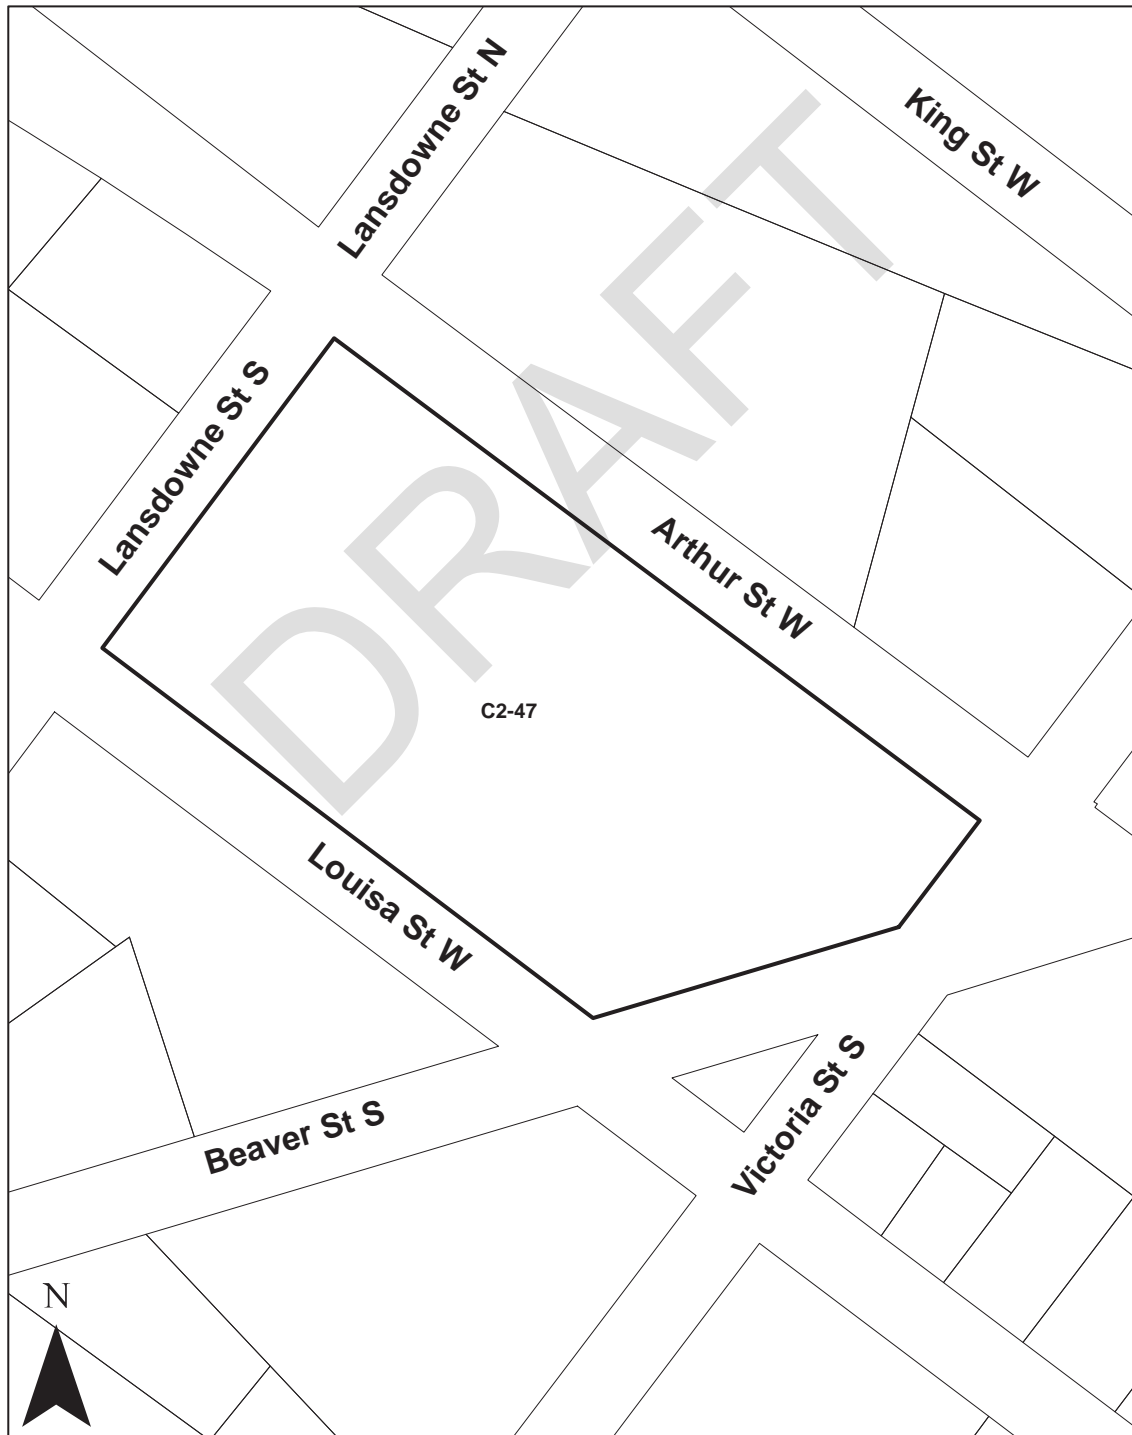 Lansdowne St N
King St W
DRAFT
Lansdowne St S
Arthur St W
C2-47
Louisa St W
Victoria St S
Beaver St S
N